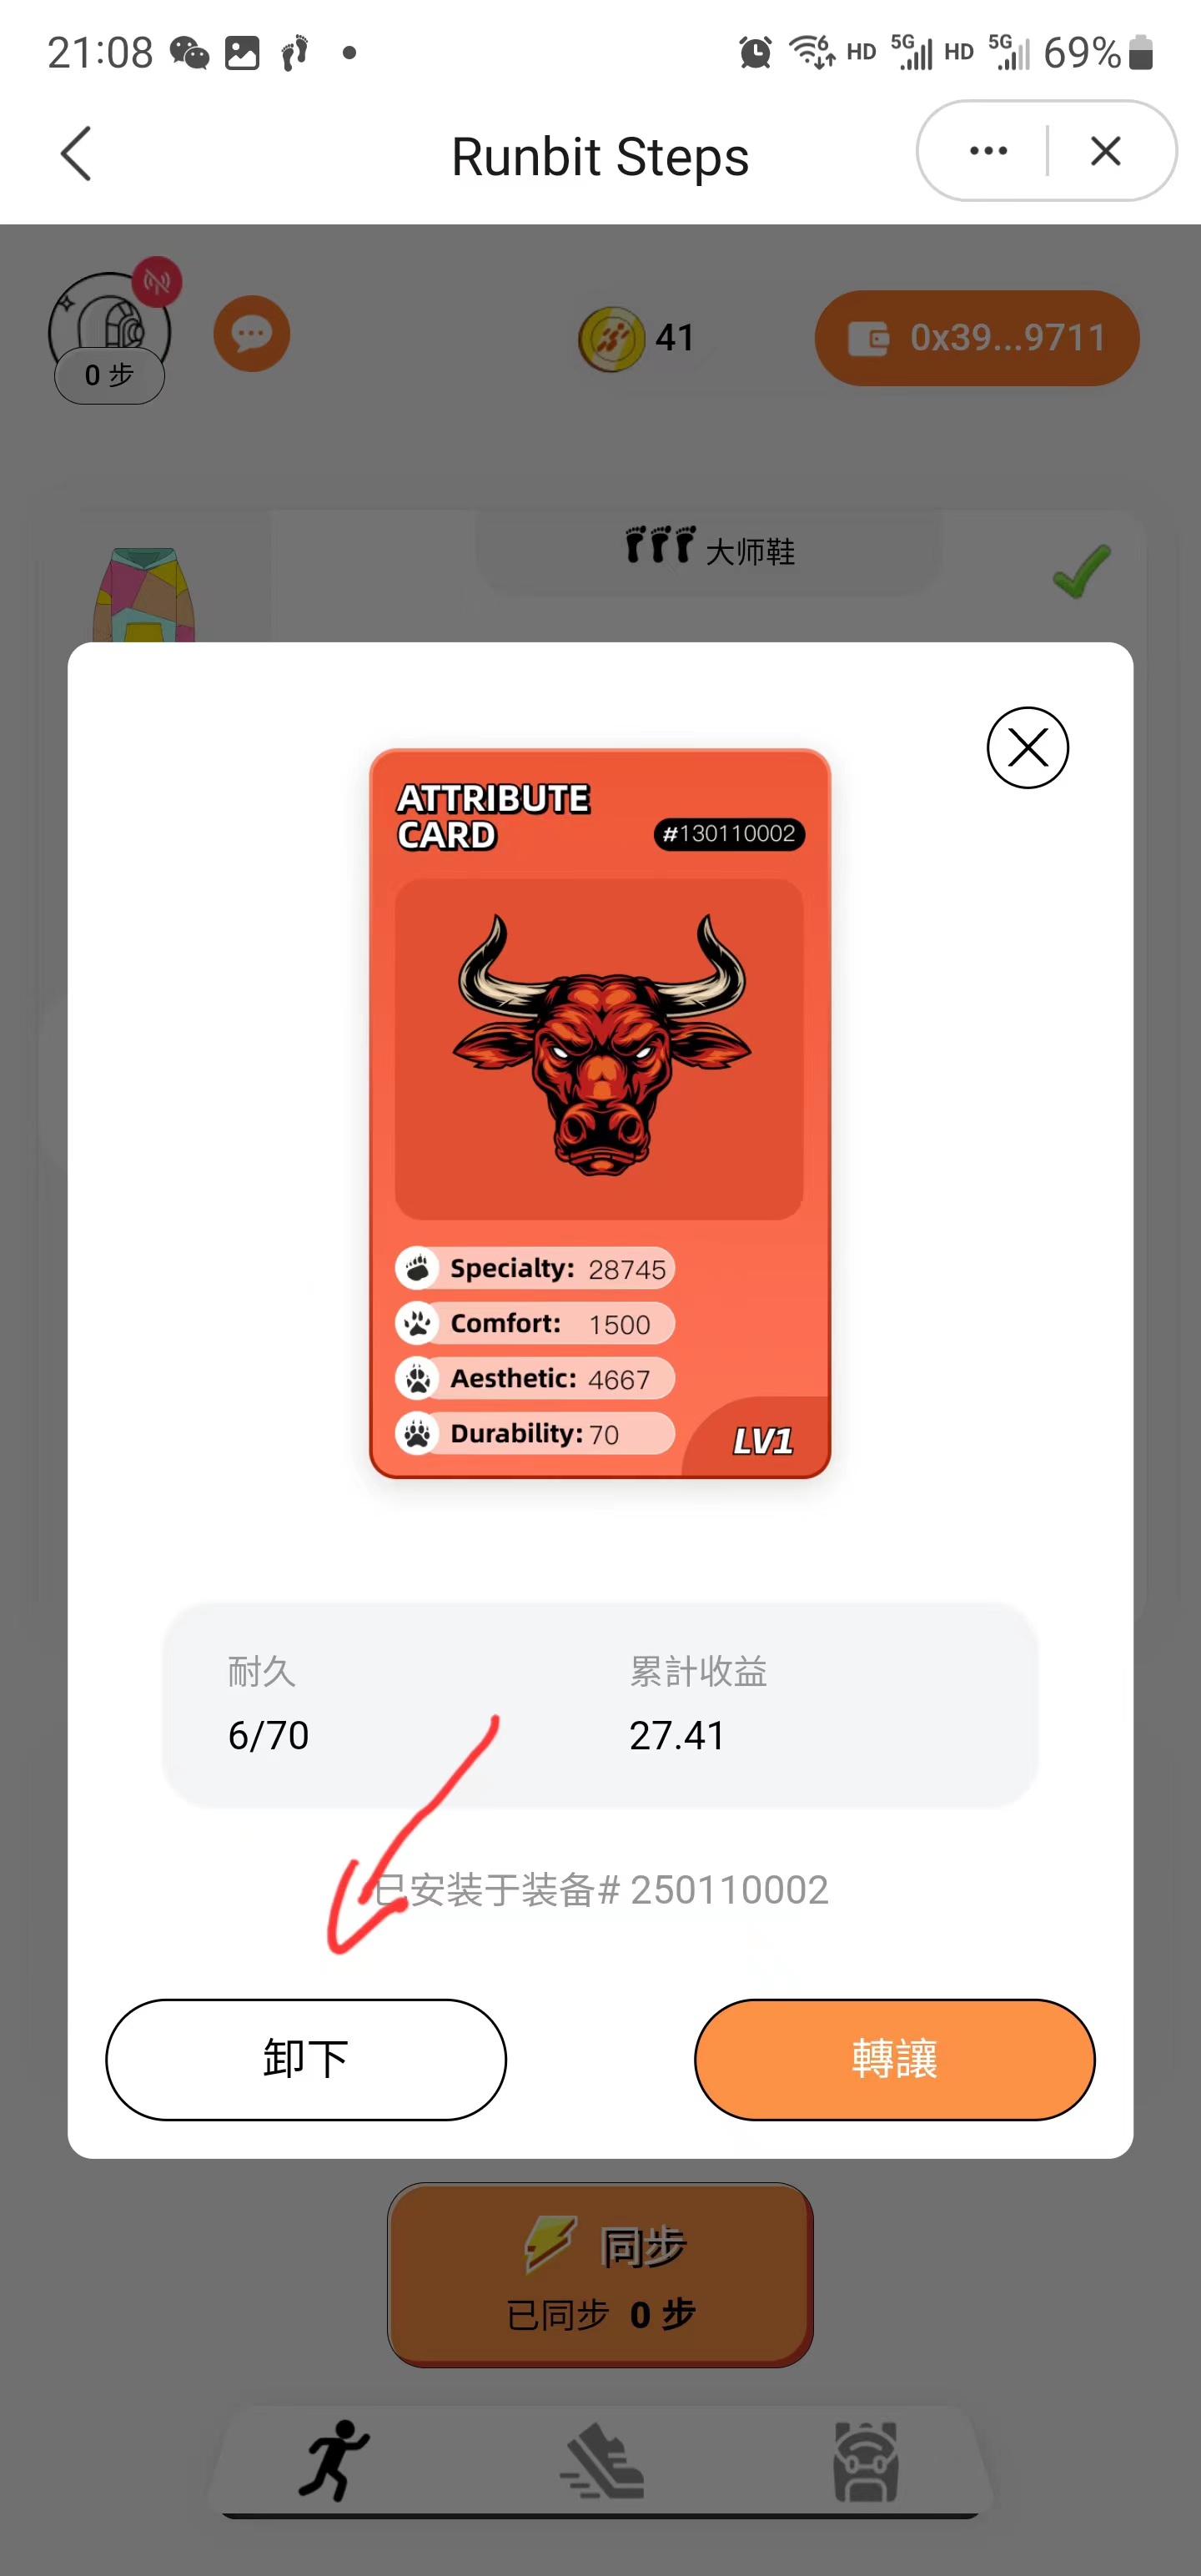 21:08
HD 5G HD 5G 69%
Runbit Steps
41
0x39...9711
0 步
大师鞋
ATTRIBUTE
CARD
#130110002
Specialty: 28745
Comfort: 1500
Aesthetic: 4667
Durability: 70
LV1
耐久
累計收益
6/70
27.41
已安装于装备# 250110002
卸下
轉讓
同步
已同步 0 步